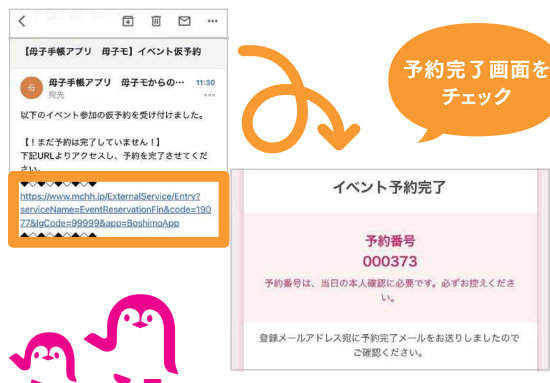 【母子手帳アプリ 母子モ】イベント仮予約
母
母子手帳アプリ 母子モからの… 11:30
宛先
以下のイベント参加の仮予約を受け付けました。
【！まだ予約は完了していません！】
下記URLよりアクセスし、予約を完了させてくだ
さい。
◆◇◆◇◆◇◆◇◆
https://www.mchh.jp/ExternalService/Entry?
serviceName=EventReservationFin&code=190
77&lgCode=99999&app=BoshimoApp
◆◇◆◇◆◇◆◇◆
予約完了画面を
チェック
イベント予約完了
予約番号
000373
予約番号は、当日の本人確認に必要です。必ずお控えくださ
い。
登録メールアドレス宛に予約完了メールをお送りしましたので
ご確認ください。